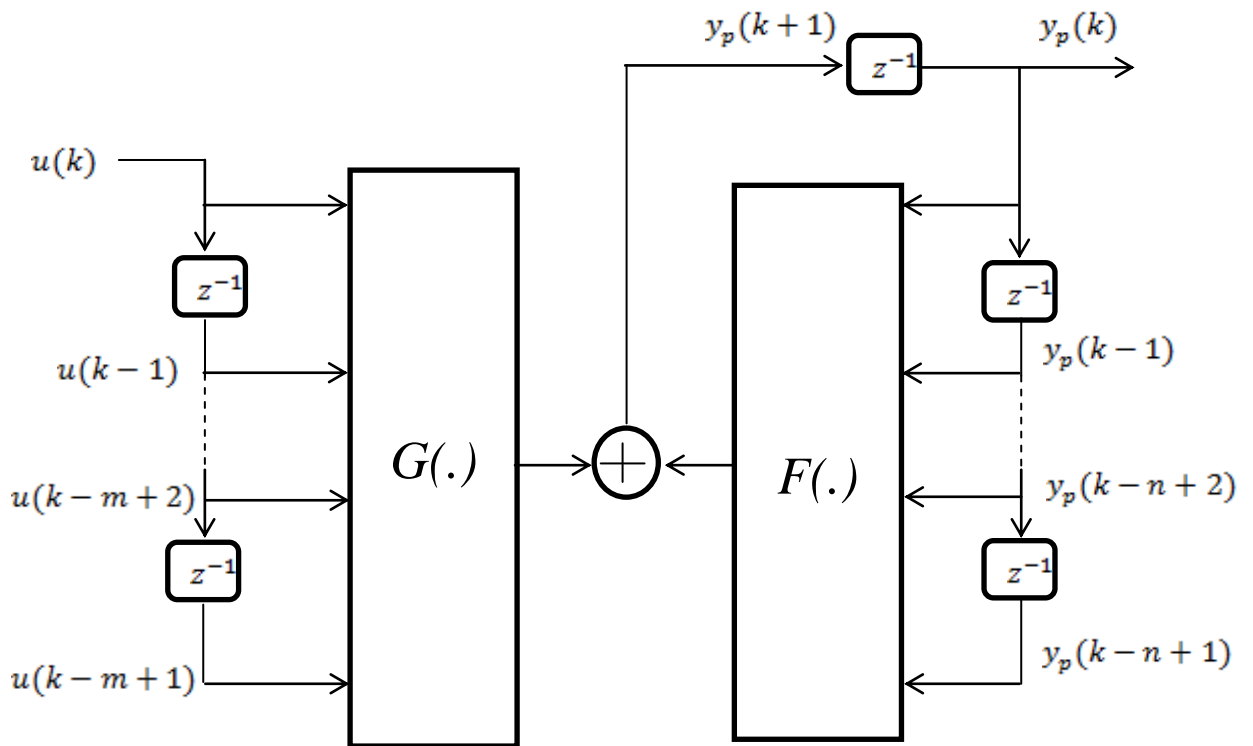 y_p(k + 1)
z⁻¹
y_p(k)
u(k)
z⁻¹
z⁻¹
u(k − 1)
y_p(k − 1)
G(.)
F(.)
u(k − m + 2)
y_p(k − n + 2)
z⁻¹
z⁻¹
u(k − m + 1)
y_p(k − n + 1)